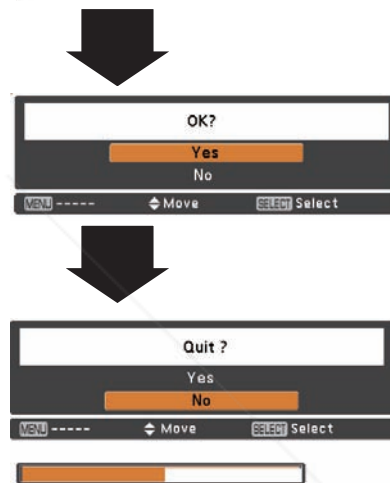 OK?
Yes
No
MENU ----- Move SELECT Select
Quit ?
Yes
No
MENU ----- Move SELECT Select